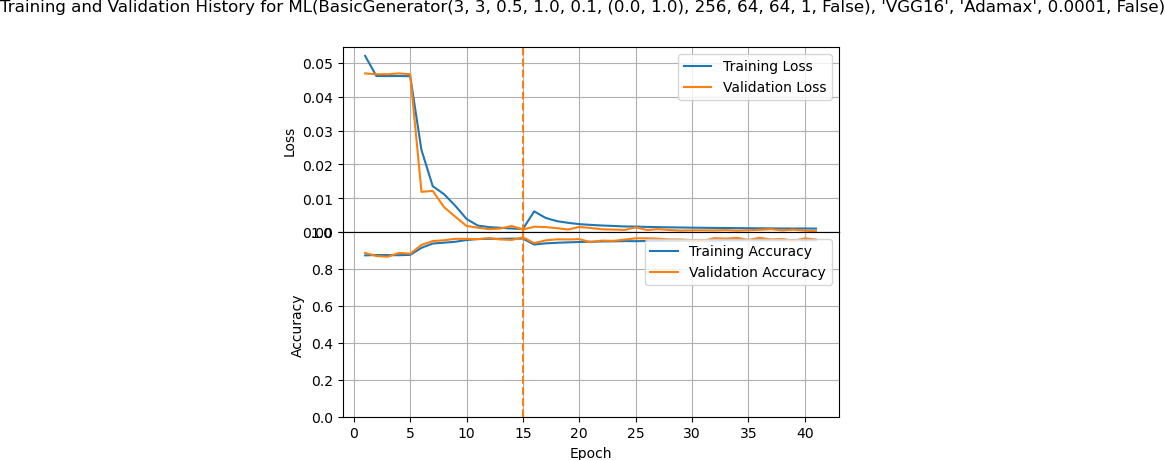 Training and Validation History for ML(BasicGenerator(3, 3, 0.5, 1.0, 0.1, (0.0, 1.0), 256, 64, 64, 1, False), 'VGG16', 'Adamax', 0.0001, False)
0.05
0.04
0.03
0.02
0.01
0.00
Loss
Training Loss
Validation Loss
1.0
0.8
0.6
0.4
0.2
0.0
Accuracy
Training Accuracy
Validation Accuracy
0 5 10 15 20 25 30 35 40
Epoch